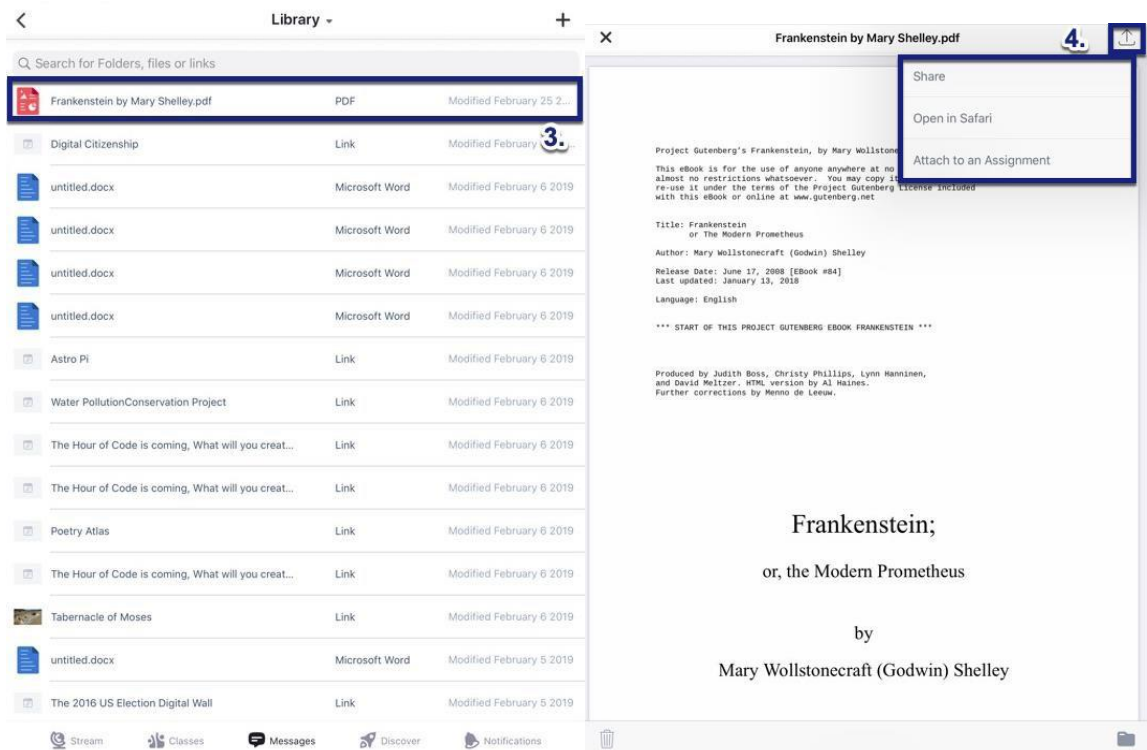 Library
Search for Folders, files or links
Frankenstein by Mary Shelley.pdf PDF Modified February 25 2...
3.
Digital Citizenship Link Modified February
untitled.docx Microsoft Word Modified February 6 2019
untitled.docx Microsoft Word Modified February 6 2019
untitled.docx Microsoft Word Modified February 6 2019
untitled.docx Microsoft Word Modified February 6 2019
Astro Pi Link Modified February 6 2019
Water PollutionConservation Project Link Modified February 6 2019
The Hour of Code is coming, What will you creat... Link Modified February 6 2019
The Hour of Code is coming, What will you creat... Link Modified February 6 2019
Poetry Atlas Link Modified February 6 2019
The Hour of Code is coming, What will you creat... Link Modified February 6 2019
Tabernacle of Moses Link Modified February 6 2019
untitled.docx Microsoft Word Modified February 5 2019
The 2016 US Election Digital Wall Link Modified February 5 2019
Stream Classes Messages Discover Notifications
Frankenstein by Mary Shelley.pdf
4.
Share
Open in Safari
Attach to an Assignment
Project Gutenberg's Frankenstein, by Mary
This eBook is for the use of anyone anywhere at no
almost no restrictions whatsoever. You may copy
re-use it under the terms of the Project Gutenberg License included
with this eBook or online at www.gutenberg.net
Title: Frankenstein
or The Modern Prometheus
Author: Mary Wollstonecraft (Godwin) Shelley
Release Date: June 17, 2008 [EBook #84]
Last updated: January 13, 2018
Language: English
*** START OF THIS PROJECT GUTENBERG EBOOK FRANKENSTEIN ***
Produced by Judith Boss, Christy Phillips, Lynn Hanninen,
and David Meltzer. HTML version by Al Haines.
Further corrections by Menno de Leeuw.
Frankenstein;
or, the Modern Prometheus
by
Mary Wollstonecraft (Godwin) Shelley